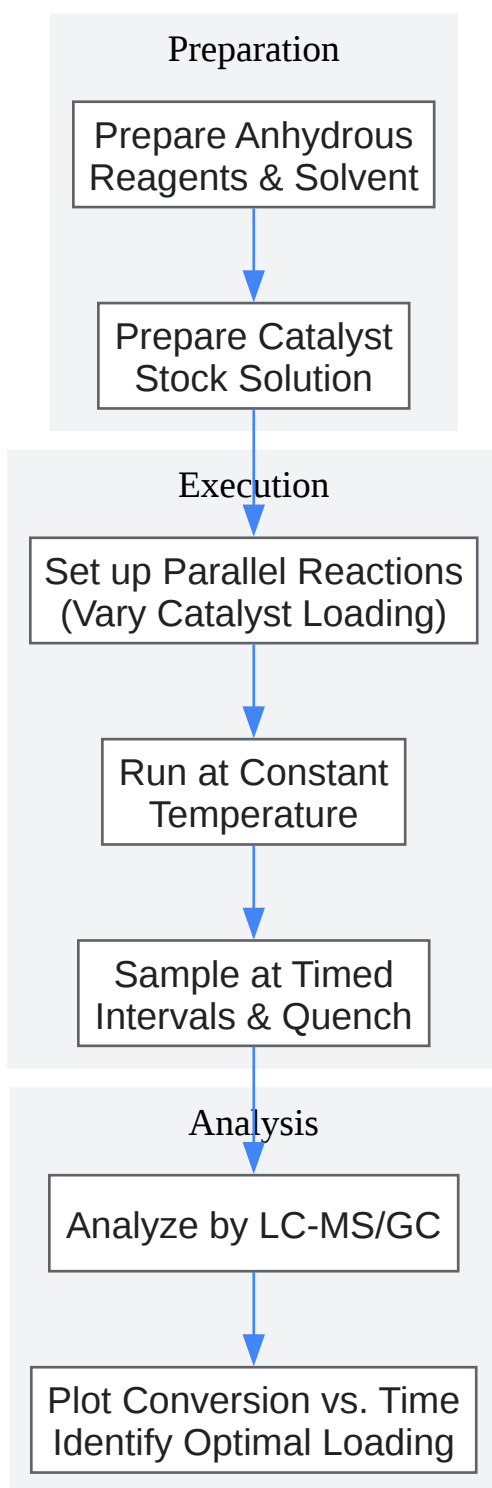 Preparation
Prepare Anhydrous
Reagents & Solvent
Prepare Catalyst
Stock Solution
Execution
Set up Parallel Reactions
(Vary Catalyst Loading)
Run at Constant
Temperature
Sample at Timed
Intervals & Quench
Analysis
Analyze by LC-MS/GC
Plot Conversion vs. Time
Identify Optimal Loading